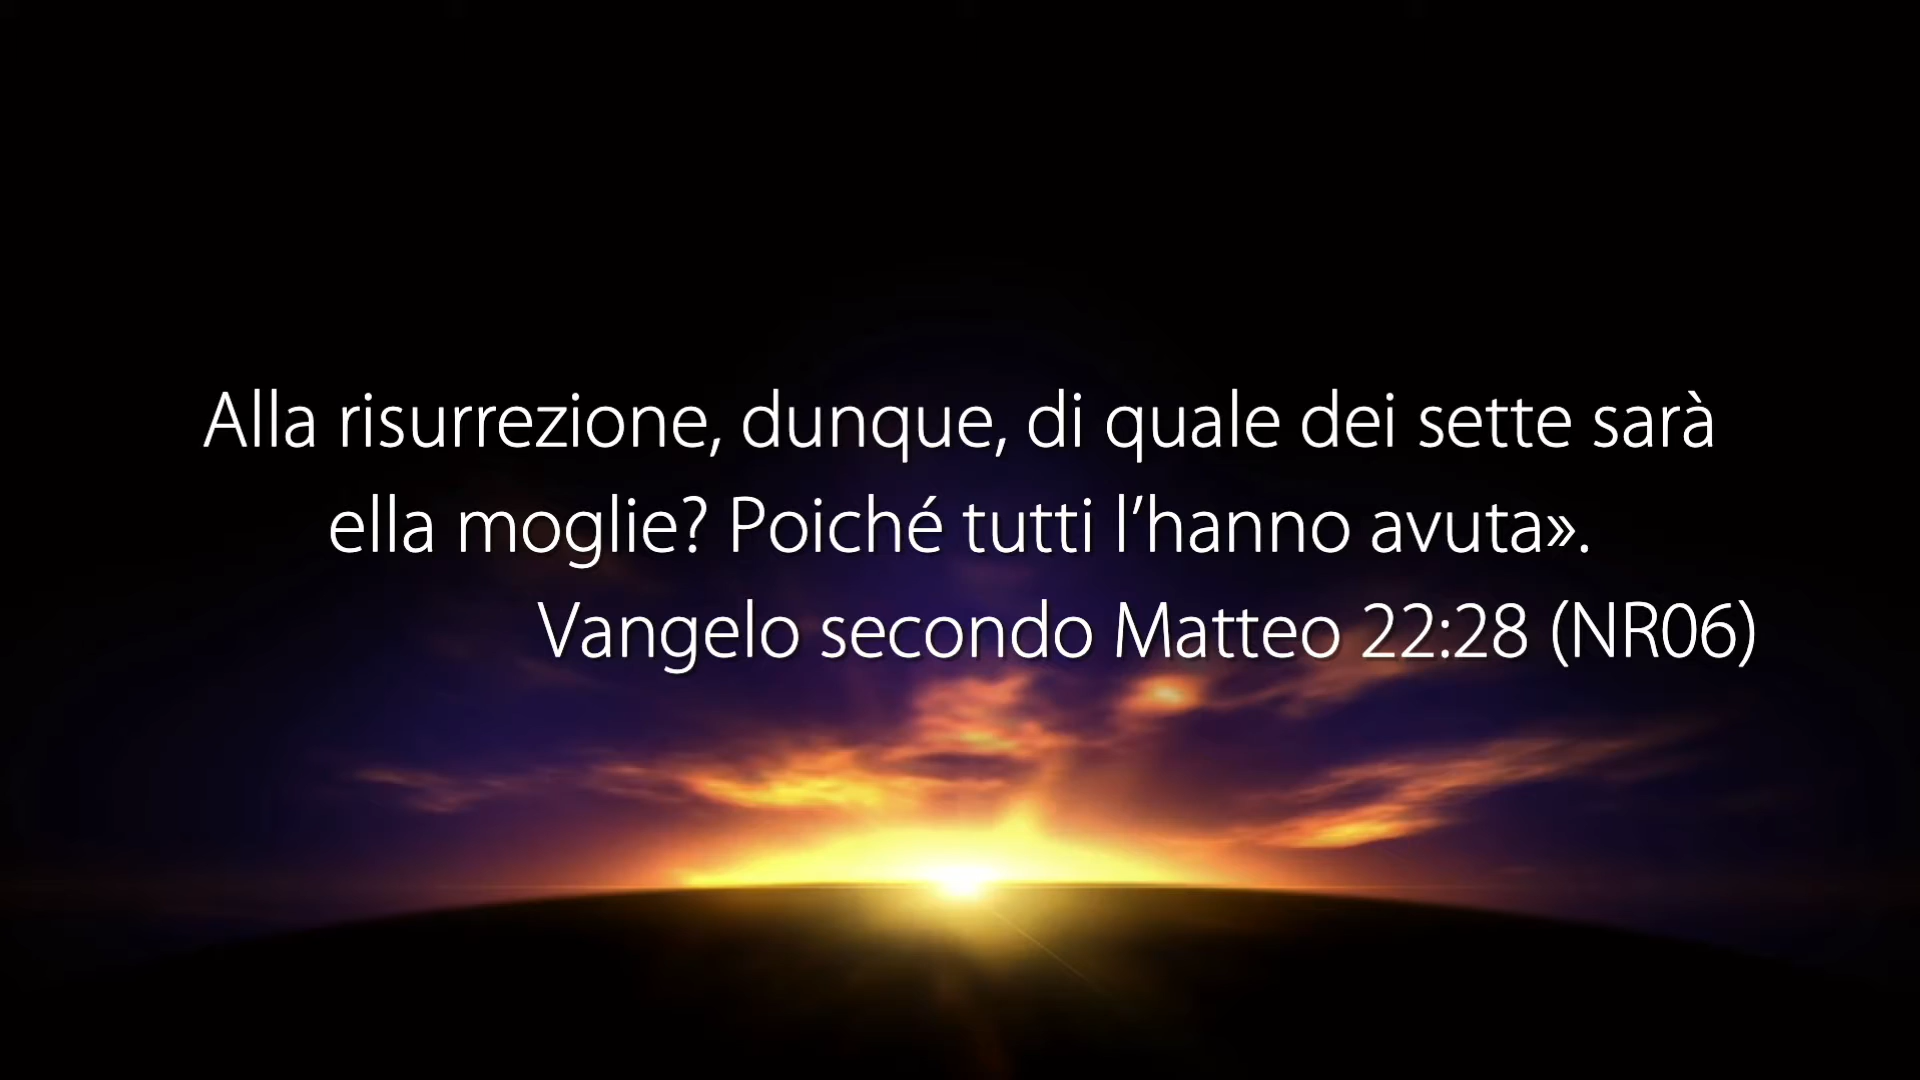 Alla risurrezione, dunque, di quale dei sette sarà
ella moglie? Poiché tutti l’hanno avuta».
Vangelo secondo Matteo 22:28 (NR06)